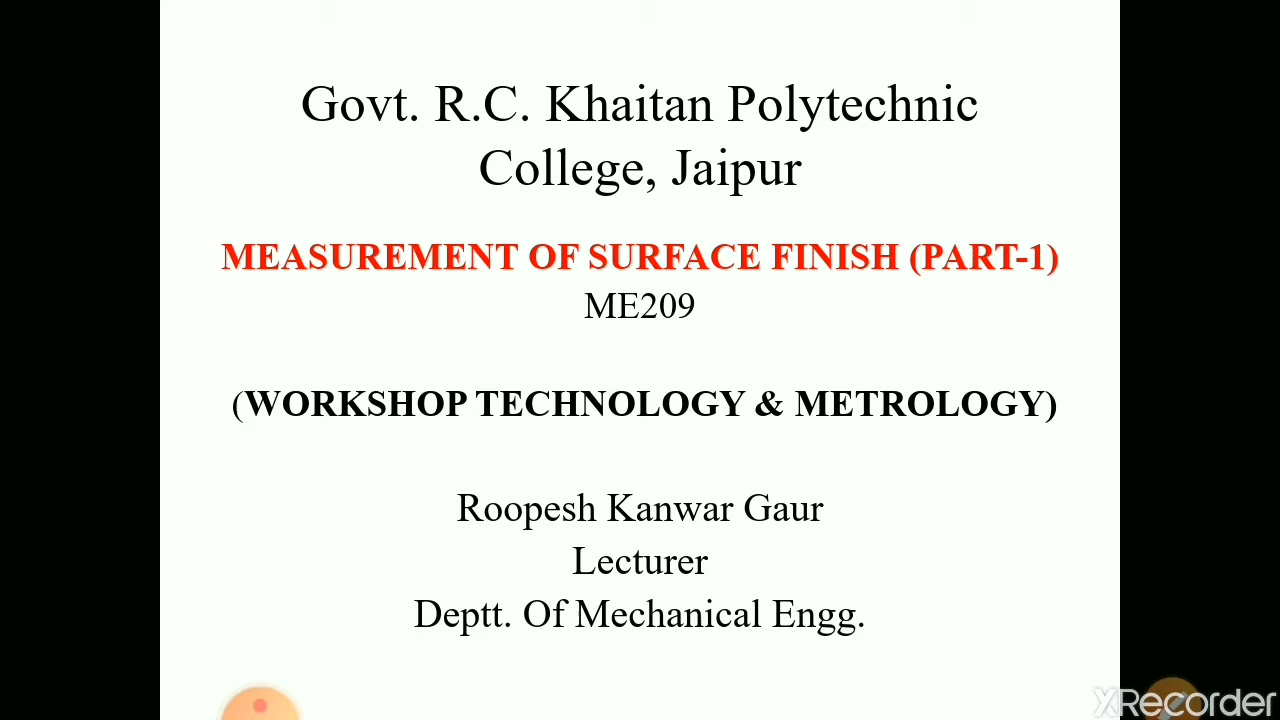 Govt. R.C. Khaitan Polytechnic
College, Jaipur
MEASUREMENT OF SURFACE FINISH (PART-1)
ME209
(WORKSHOP TECHNOLOGY & METROLOGY)
Roopesh Kanwar Gaur
Lecturer
Deptt. Of Mechanical Engg.
XRecorder